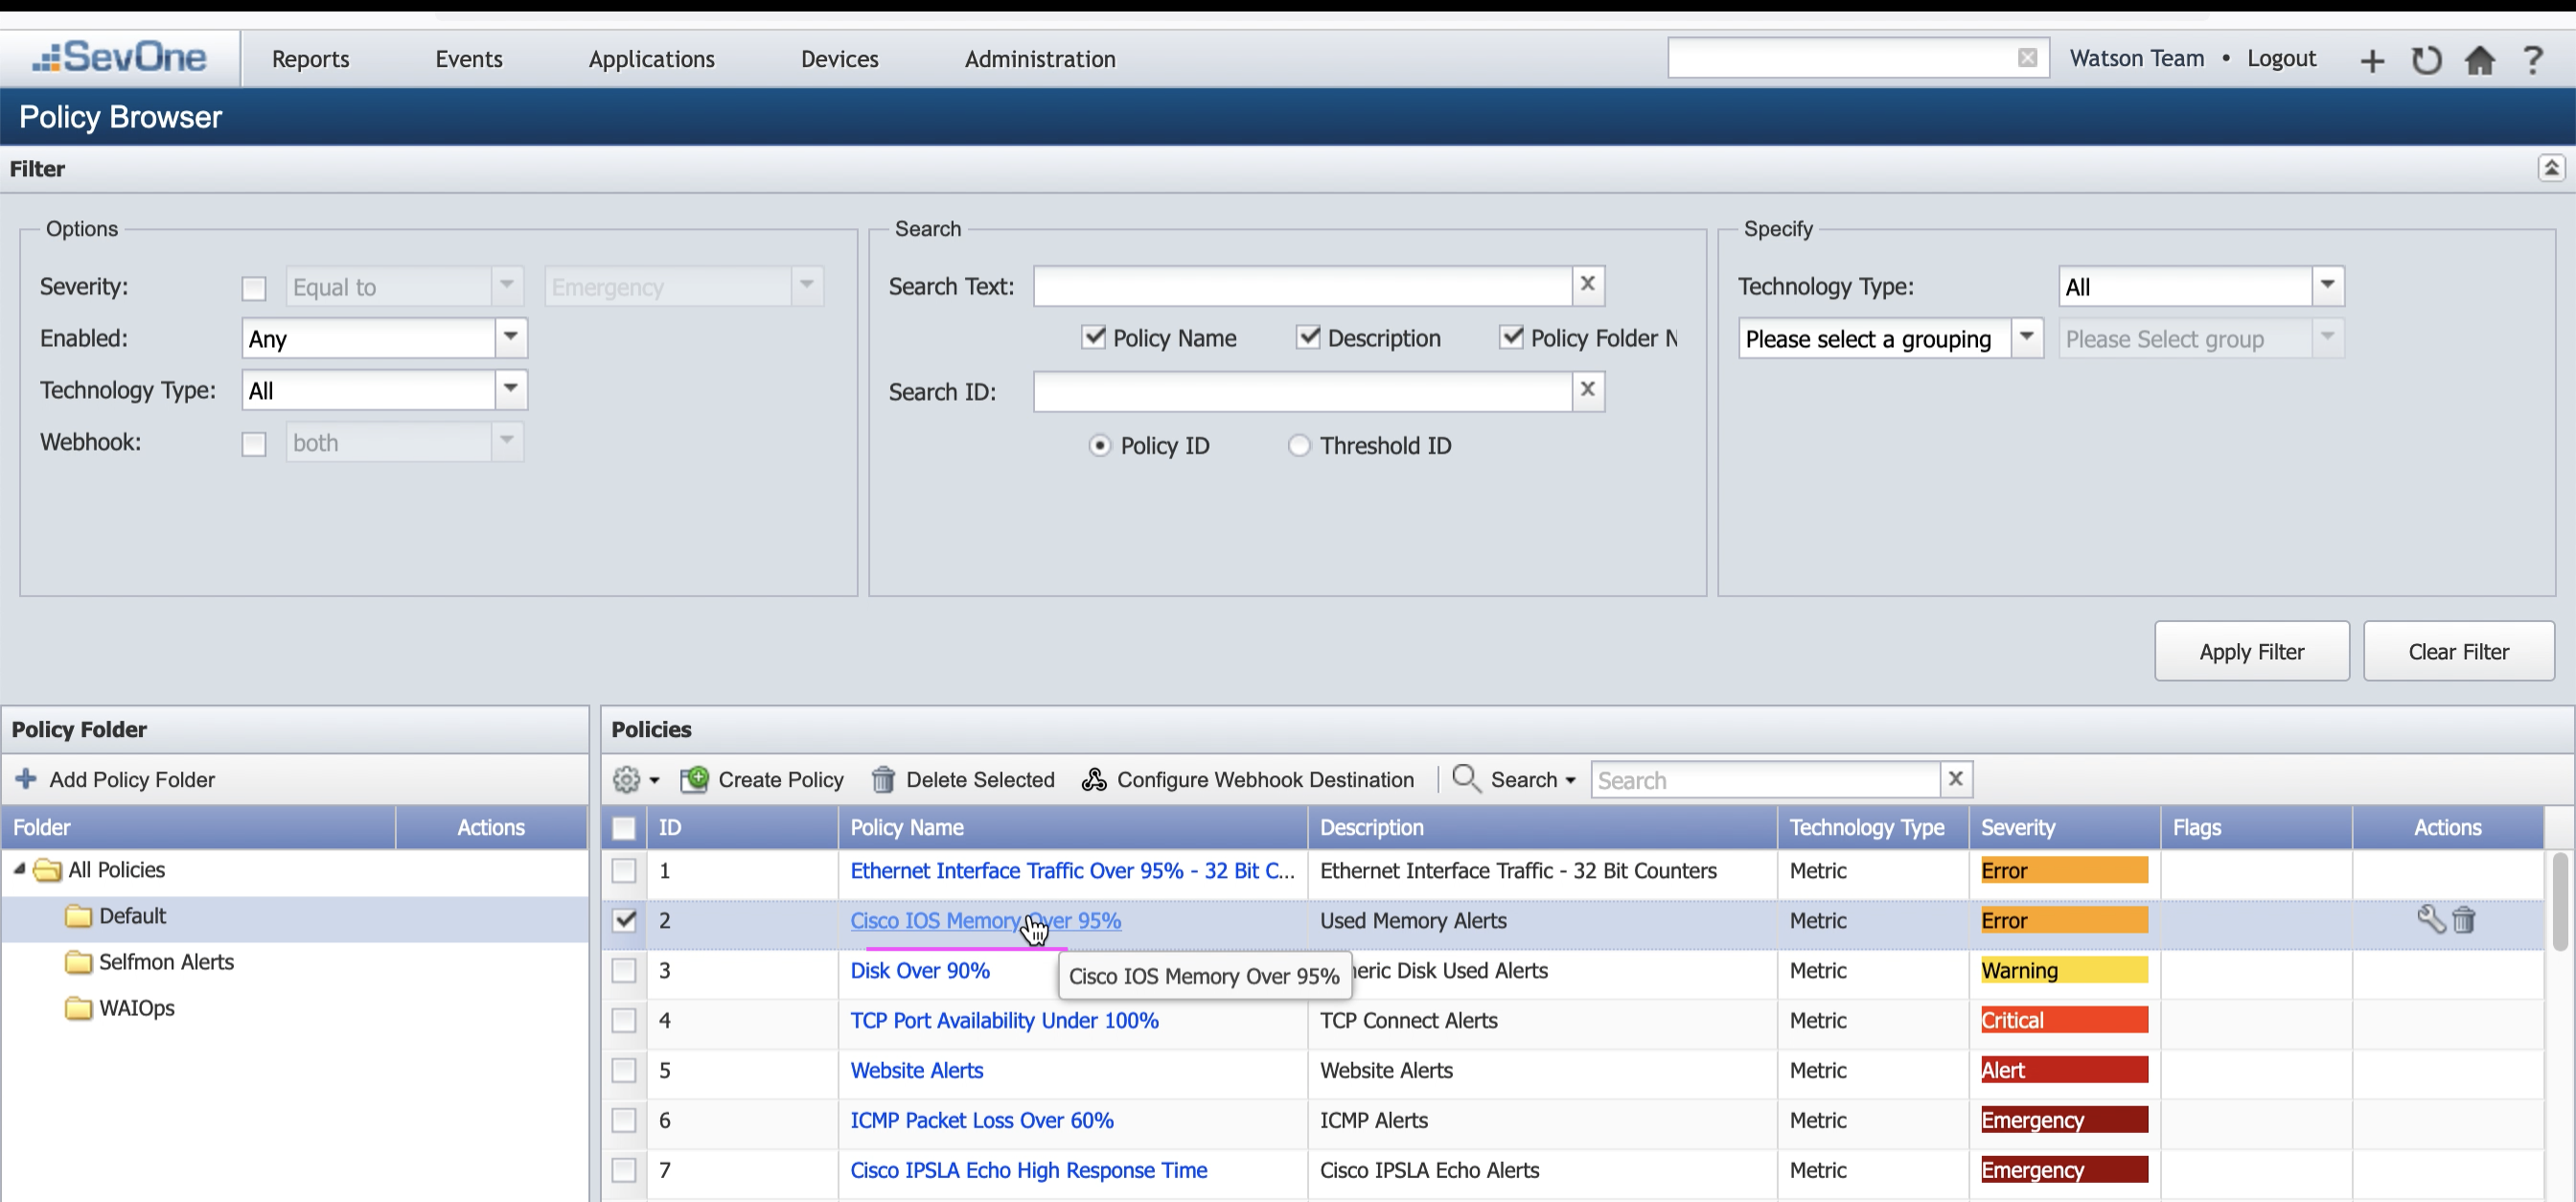 SevOne Reports Events Applications Devices Administration Watson Team • Logout
Policy Browser
Filter
Options Search Specify
Severity: Equal to Emergency Search Text: Technology Type: All
Enabled: Any Policy Name Description Policy Folder N Please select a grouping Please Select group
Technology Type: All Search ID:
Webhook: both Policy ID Threshold ID
Apply Filter Clear Filter
Policy Folder Policies
Add Policy Folder Create Policy Delete Selected Configure Webhook Destination Search Search
Folder Actions ID Policy Name Description Technology Type Severity Flags Actions
All Policies 1 Ethernet Interface Traffic Over 95% - 32 Bit C... Ethernet Interface Traffic - 32 Bit Counters Metric Error
Default 2 Cisco IOS Memory Over 95% Used Memory Alerts Metric Error
Selfmon Alerts 3 Disk Over 90% Cisco IOS Memory Over 95% neric Disk Used Alerts Metric Warning
WAIOps 4 TCP Port Availability Under 100% TCP Connect Alerts Metric Critical
5 Website Alerts Website Alerts Metric Alert
6 ICMP Packet Loss Over 60% ICMP Alerts Metric Emergency
7 Cisco IPSLA Echo High Response Time Cisco IPSLA Echo Alerts Metric Emergency